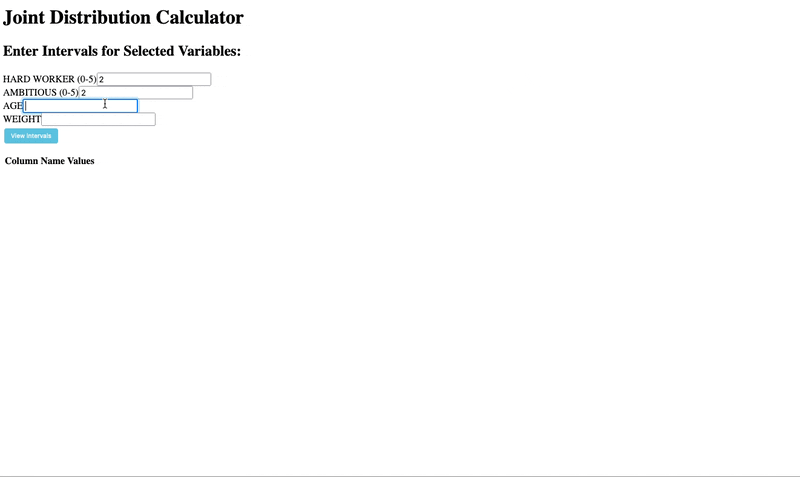 Joint Distribution Calculator
Enter Intervals for Selected Variables:
HARD WORKER (0-5) 2
AMBITIOUS (0-5) 2
AGE
WEIGHT
View Intervals
Column Name Values